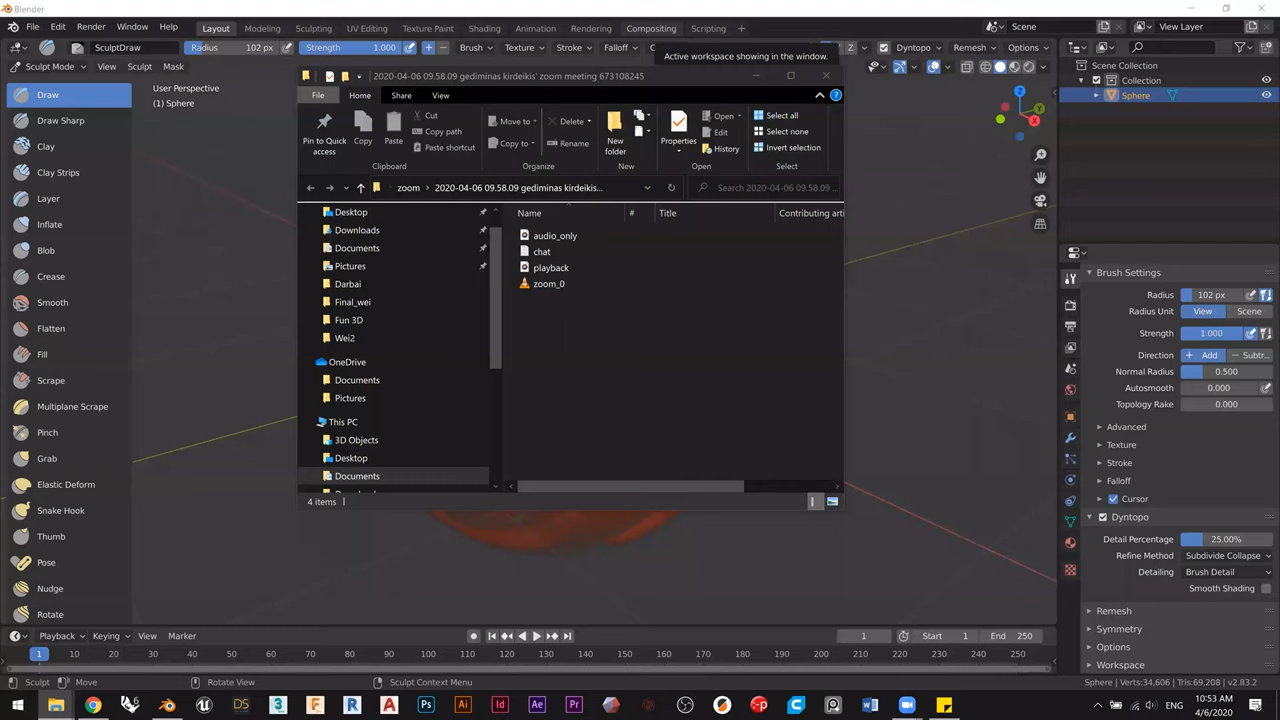 Blender
File Edit Render Window Help Layout Modeling Sculpting UV Editing Texture Paint Shading Animation Rendering Compositing Scripting + Scene View Layer
SculptDraw Radius 102 px Strength 1.000 Brush Texture Stroke Falloff Z Dyntopo Remesh Options
Active workspace showing in the window.
Sculpt Mode View Sculpt Mask
User Perspective
(1) Sphere
Draw
Draw Sharp
Clay
Clay Strips
Layer
Inflate
Blob
Crease
Smooth
Flatten
Fill
Scrape
Multiplane Scrape
Pinch
Grab
Elastic Deform
Snake Hook
Thumb
Pose
Nudge
Rotate
2020-04-06 09.58.09 gediminas kirdeikis' zoom meeting 673108245
File Home Share View
Pin to Quick access
Copy
Paste
Cut
Copy path
Paste shortcut
Clipboard
Move to
Copy to
Delete
Rename
Organize
New folder
New
Properties
Open
Edit
History
Open
Select all
Select none
Invert selection
Select
zoom › 2020-04-06 09.58.09 gediminas kirdeikis...
Search 2020-04-06 09.58.09 ...
Desktop
Downloads
Documents
Pictures
Darbai
Final_wei
Fun 3D
Wei2
OneDrive
Documents
Pictures
This PC
3D Objects
Desktop
Documents
Name # Title Contributing arti
audio_only
chat
playback
zoom_0
4 items
Z
Y
X
Scene Collection
Collection
Sphere
Brush Settings
Radius 102 px
Radius Unit View Scene
Strength 1.000
Direction + Add − Subtr...
Normal Radius 0.500
Autosmooth 0.000
Topology Rake 0.000
Advanced
Texture
Stroke
Falloff
Cursor
Dyntopo
Detail Percentage 25.00%
Refine Method Subdivide Collapse
Detailing Brush Detail
Smooth Shading
Remesh
Symmetry
Options
Workspace
Playback Keying View Marker 1 Start 1 End 250
1 10 20 30 40 50 60 70 80 90 100 110 120 130 140 150 160 170 180 190 200 210 220 230 240 250
Sculpt Move Rotate View Sculpt Context Menu Sphere | Verts:34,606 | Tris:69,208 | v2.83.2
DS 3 F R A Ps Ai Id Ae Pr
ENG
10:53 AM
4/6/2020